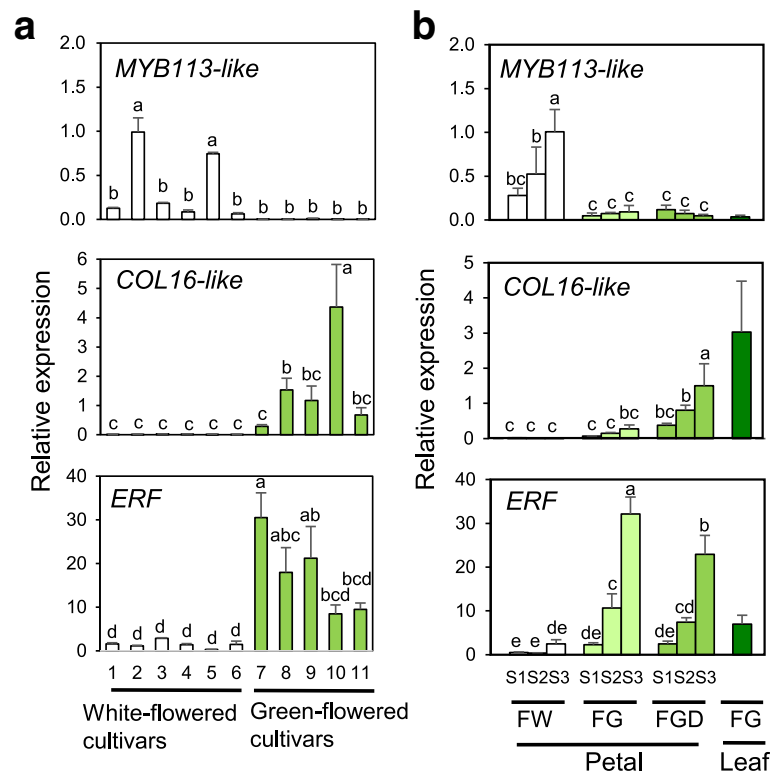 a
Relative expression
2.0
1.5
1.0
0.5
0.0
MYB113-like
b a b b a b b b b b b
6
5
4
3
2
1
0
COL16-like
c c c c c c c b bc a bc
40
30
20
10
0
ERF
d d d d d d a abc ab bcd bcd
1 2 3 4 5 6 7 8 9 10 11
White-flowered cultivars
Green-flowered cultivars
b
Relative expression
2.0
1.5
1.0
0.5
0.0
MYB113-like
bc b a c c c c c c
5
4
3
2
1
0
COL16-like
c c c c c bc bc b a
40
30
20
10
0
ERF
e e de de c a de cd b
S1S2S3 S1S2S3 S1S2S3
FW FG FGD FG
Petal Leaf